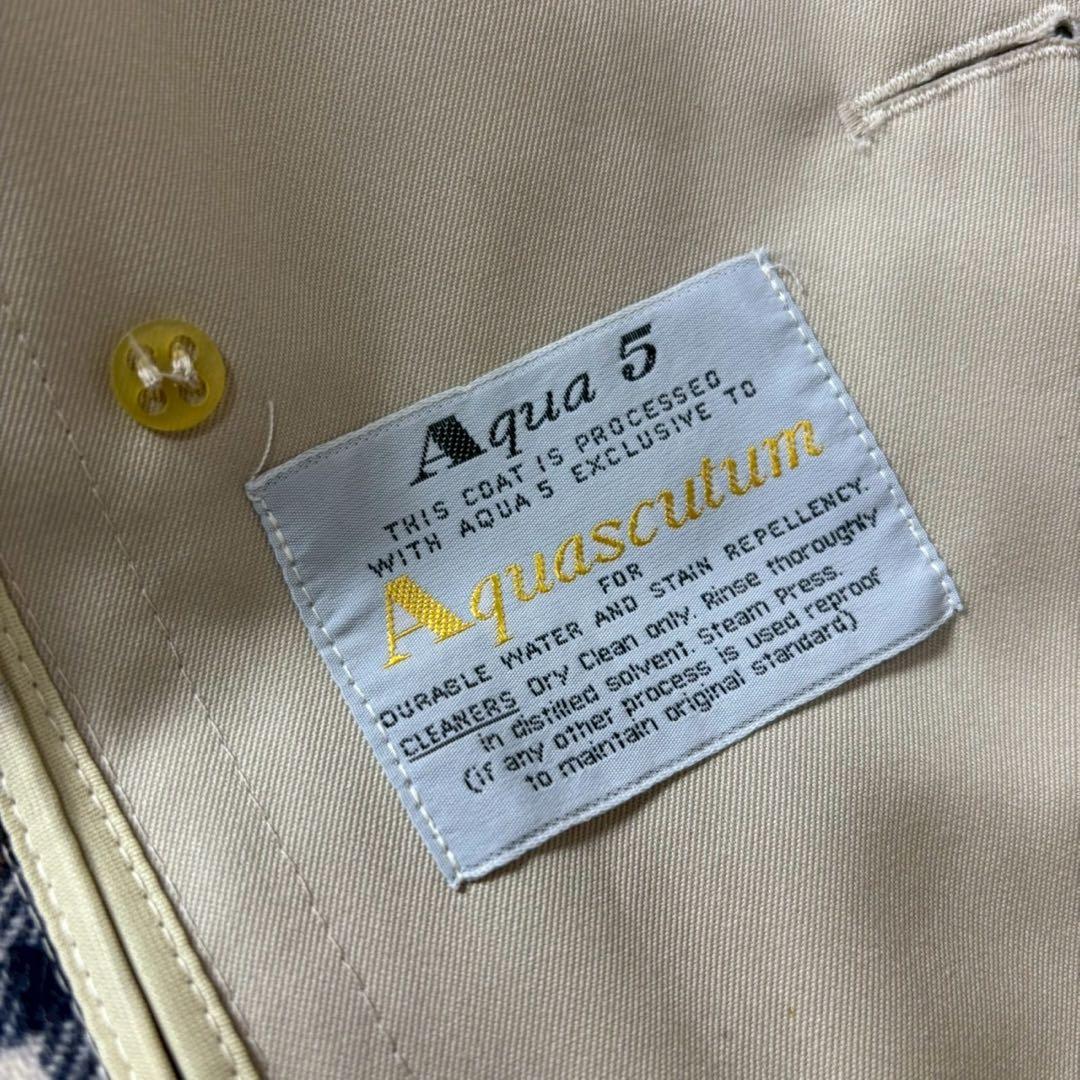 Aqua 5
THIS COAT IS PROCESSED
WITH AQUA 5 EXCLUSIVE TO
Aquascutum
FOR
DURABLE WATER AND STAIN REPELLENCY.
CLEANERS Dry Clean only. Rinse thoroughly
in distilled solvent. Steam Press.
(if any other process is used reproof
to maintain original standard)